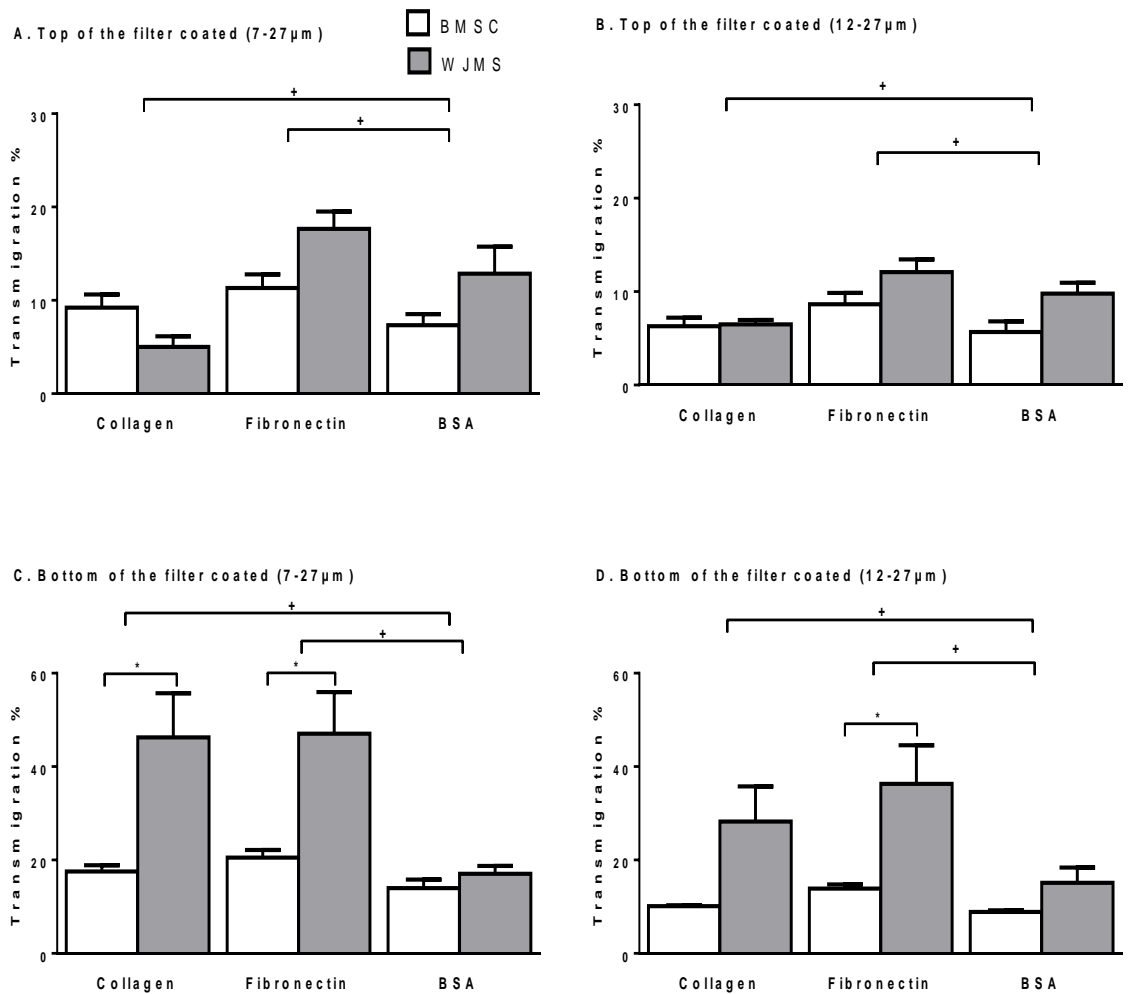 A. Top of the filter coated (7-27µm)
BMSC
WJMS
+
+
30
20
10
0
Transmigration %
Collagen Fibronectin BSA
B. Top of the filter coated (12-27µm)
+
+
30
20
10
0
Transmigration %
Collagen Fibronectin BSA
C. Bottom of the filter coated (7-27µm)
+
+
*
*
60
40
20
0
Transmigration %
Collagen Fibronectin BSA
D. Bottom of the filter coated (12-27µm)
+
+
*
60
40
20
0
Transmigration %
Collagen Fibronectin BSA